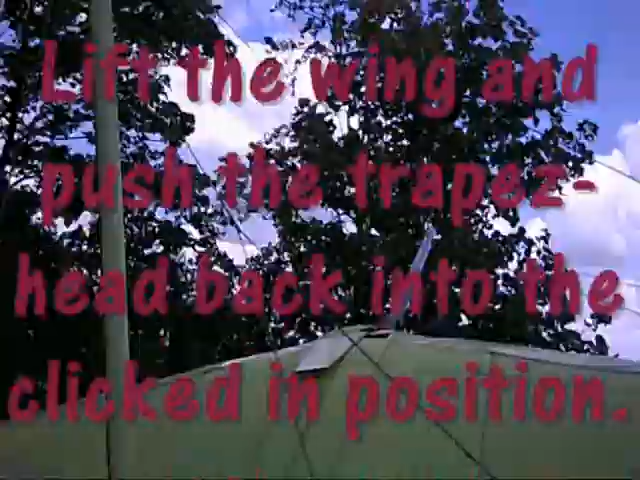 Lift the wing and
push the trapez-
head back into the
clicked in position.